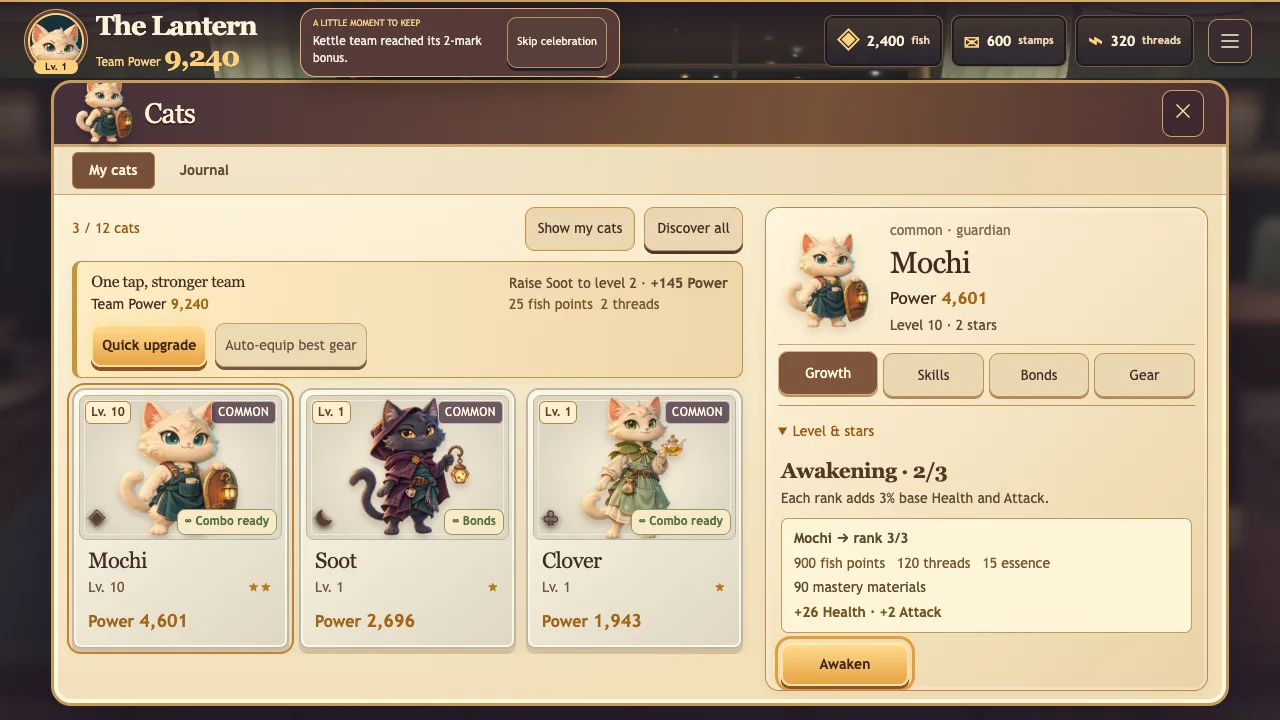 Lv. 1
The Lantern
Team Power 9,240
A LITTLE MOMENT TO KEEP
Kettle team reached its 2-mark
bonus.
Skip celebration
2,400 fish
600 stamps
320 threads
Cats
My cats
Journal
3 / 12 cats
Show my cats
Discover all
One tap, stronger team
Team Power 9,240
Raise Soot to level 2 · +145 Power
25 fish points 2 threads
Quick upgrade
Auto-equip best gear
Lv. 10
COMMON
∞ Combo ready
Mochi
Lv. 10
★★
Power 4,601
Lv. 1
COMMON
∞ Bonds
Soot
Lv. 1
★
Power 2,696
Lv. 1
COMMON
∞ Combo ready
Clover
Lv. 1
★
Power 1,943
common · guardian
Mochi
Power 4,601
Level 10 · 2 stars
Growth
Skills
Bonds
Gear
▼ Level & stars
Awakening · 2/3
Each rank adds 3% base Health and Attack.
Mochi → rank 3/3
900 fish points 120 threads 15 essence
90 mastery materials
+26 Health · +2 Attack
Awaken